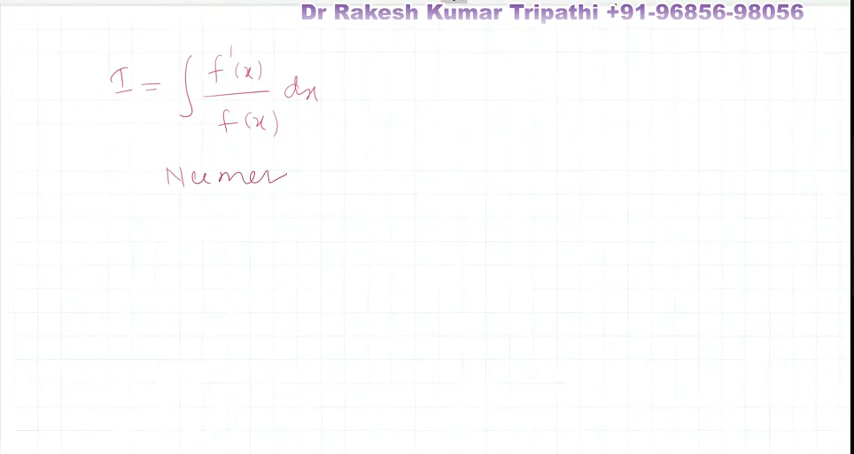 Dr Rakesh Kumar Tripathi +91-96856-98056
I = ∫ f'(x) / f(x) dx
Numer